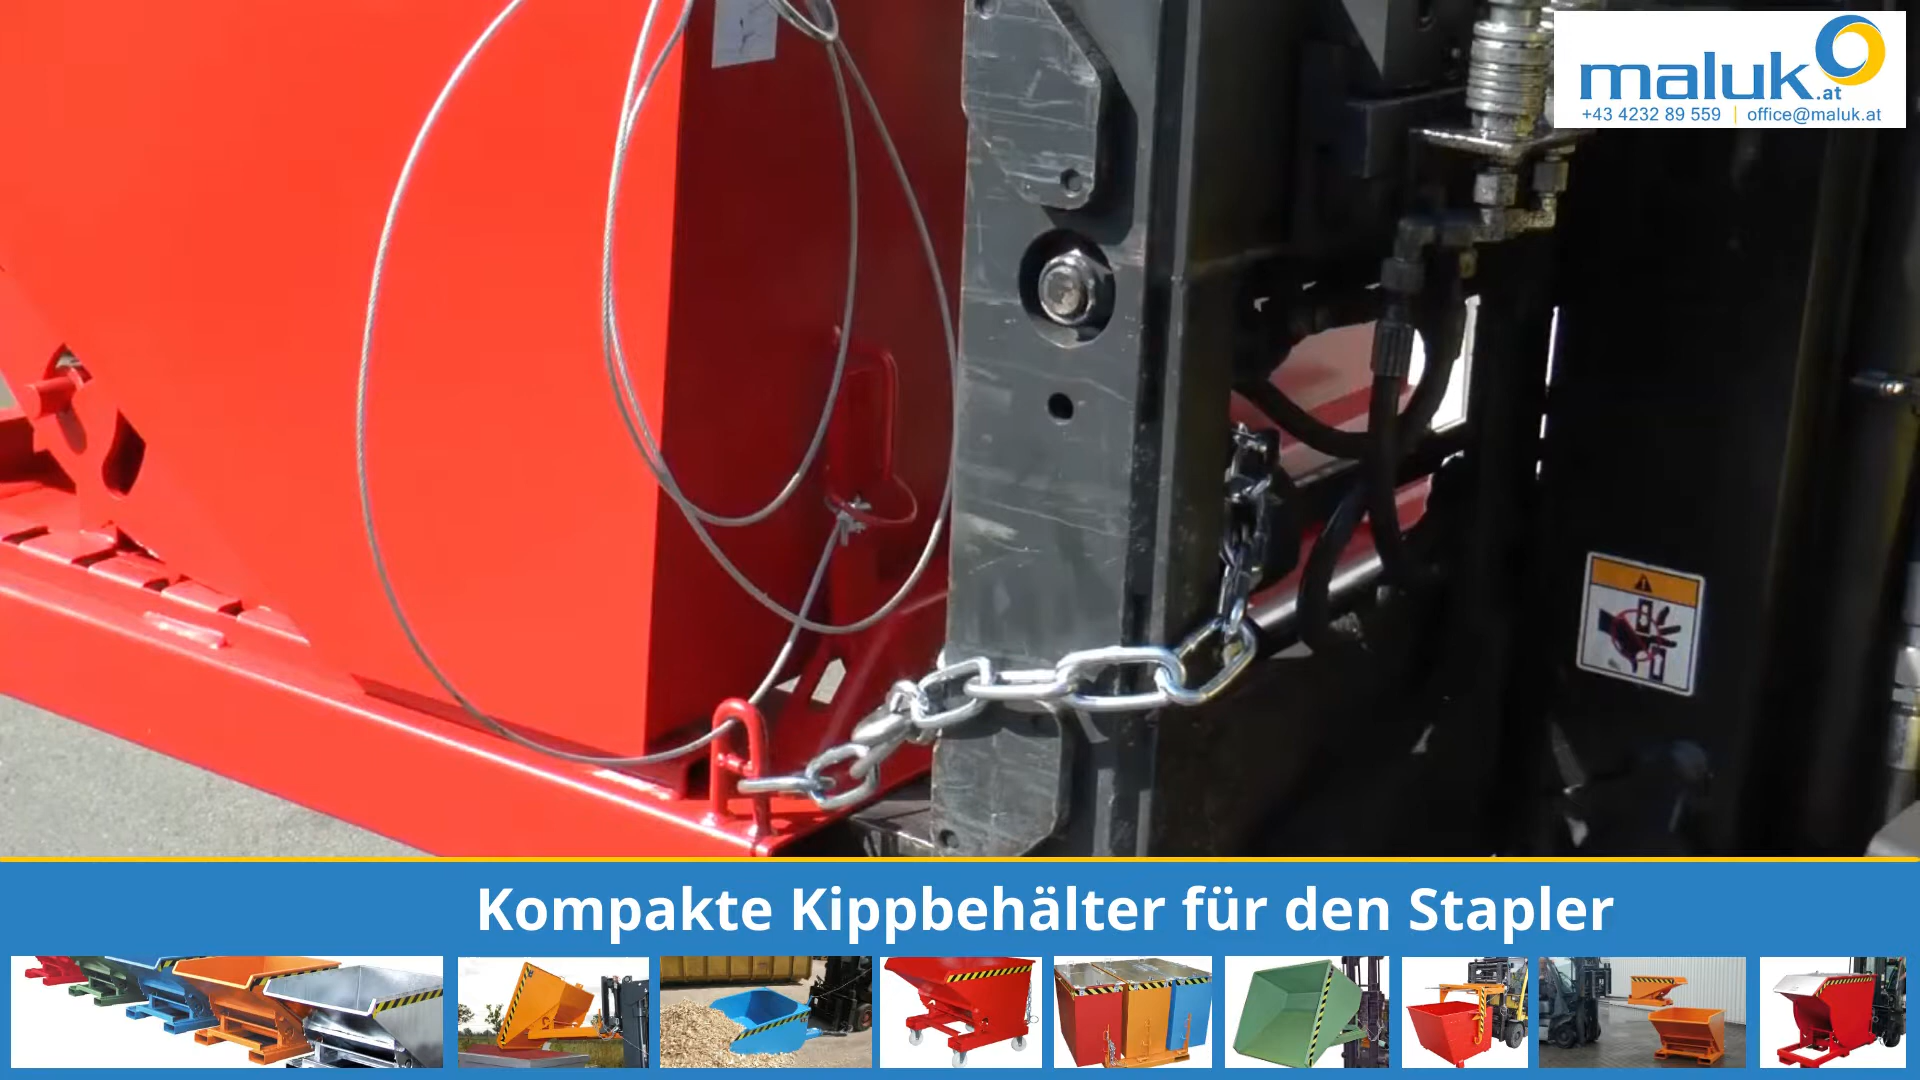 maluk.at
+43 4232 89 559 | office@maluk.at
Kompakte Kippbehälter für den Stapler